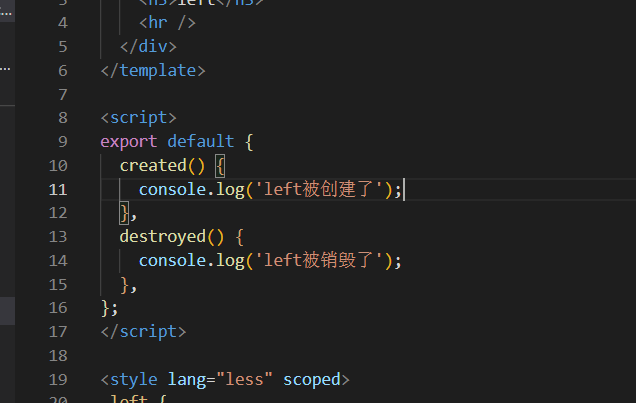 3 <h3>left</h3>
4 <hr />
5 </div>
6 </template>
7
8 <script>
9 export default {
10 created() {
11 console.log('left被创建了');
12 },
13 destroyed() {
14 console.log('left被销毁了');
15 },
16 };
17 </script>
18
19 <style lang="less" scoped>
20 .left {